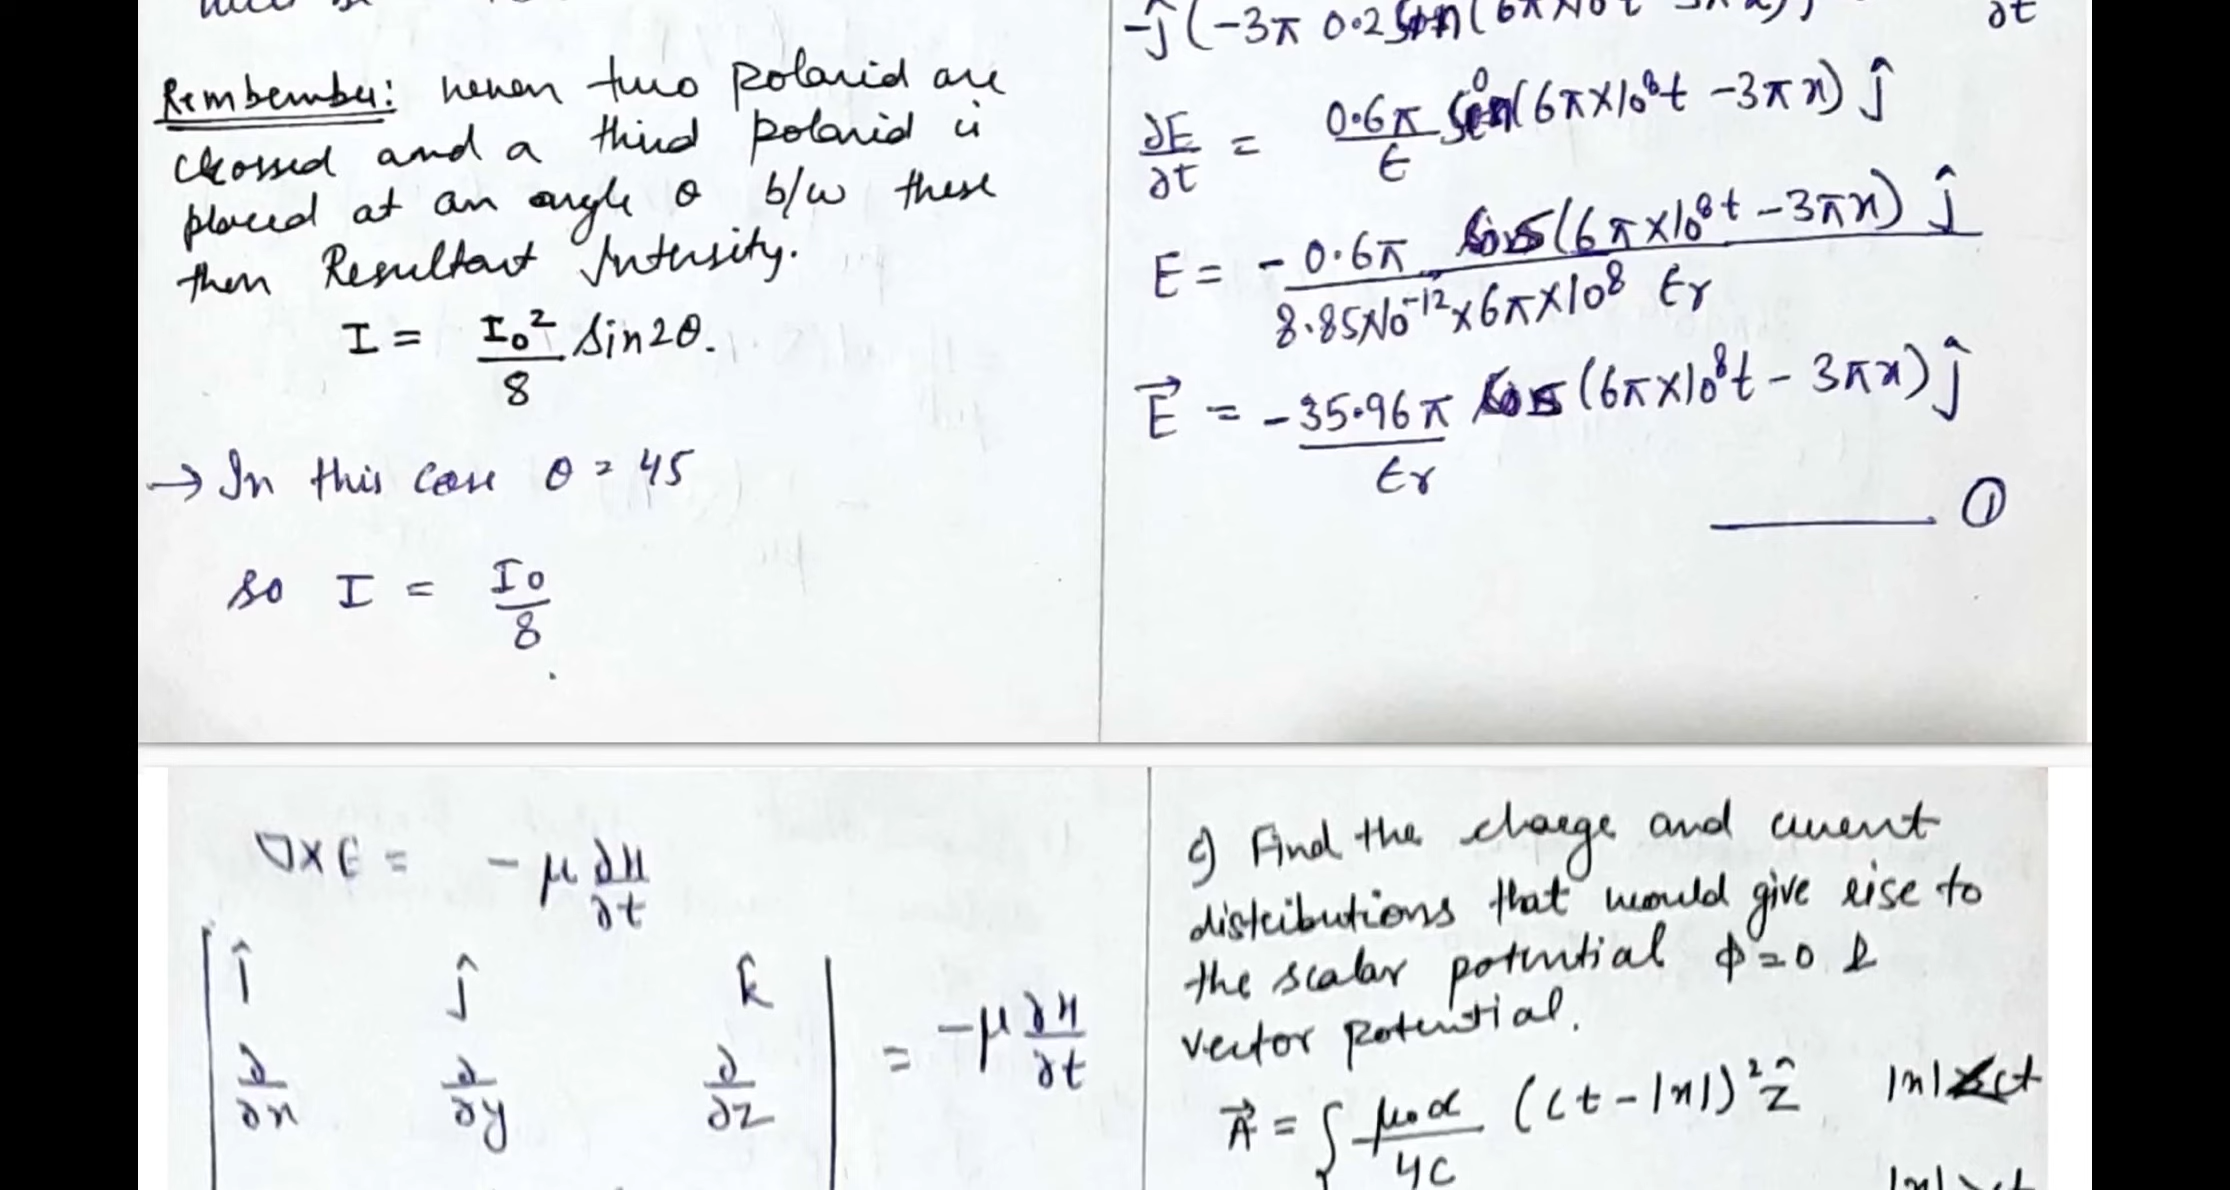 Rembember: when two polaroid are
crossed and a third polaroid is
placed at an angle θ b/w these
then Resultant Intensity.
I = I₀²/8 sin2θ.
→ In this case θ = 45
so I = I₀/8
-ĵ(-3π 0.2 sin(6π×10⁸t - 3πx)) ∂t
∂E/∂t = 0.6π/ε sin(6π×10⁸t - 3πx) ĵ
E = -0.6π cos(6π×10⁸t - 3πx) ĵ / 8.85×10⁻¹²×6π×10⁸ εr
E⃗ = -35.96π/εr cos(6π×10⁸t - 3πx) ĵ
①
∇×E = -μ ∂H/∂t
î ĵ k̂
∂/∂x ∂/∂y ∂/∂z = -μ ∂H/∂t
Find the charge and current
distributions that would give rise to
the scalar potential ϕ=0 &
vector potential.
A⃗ = { μ₀α/4c (ct-|x|)² ẑ |x|<ct
|x|>ct